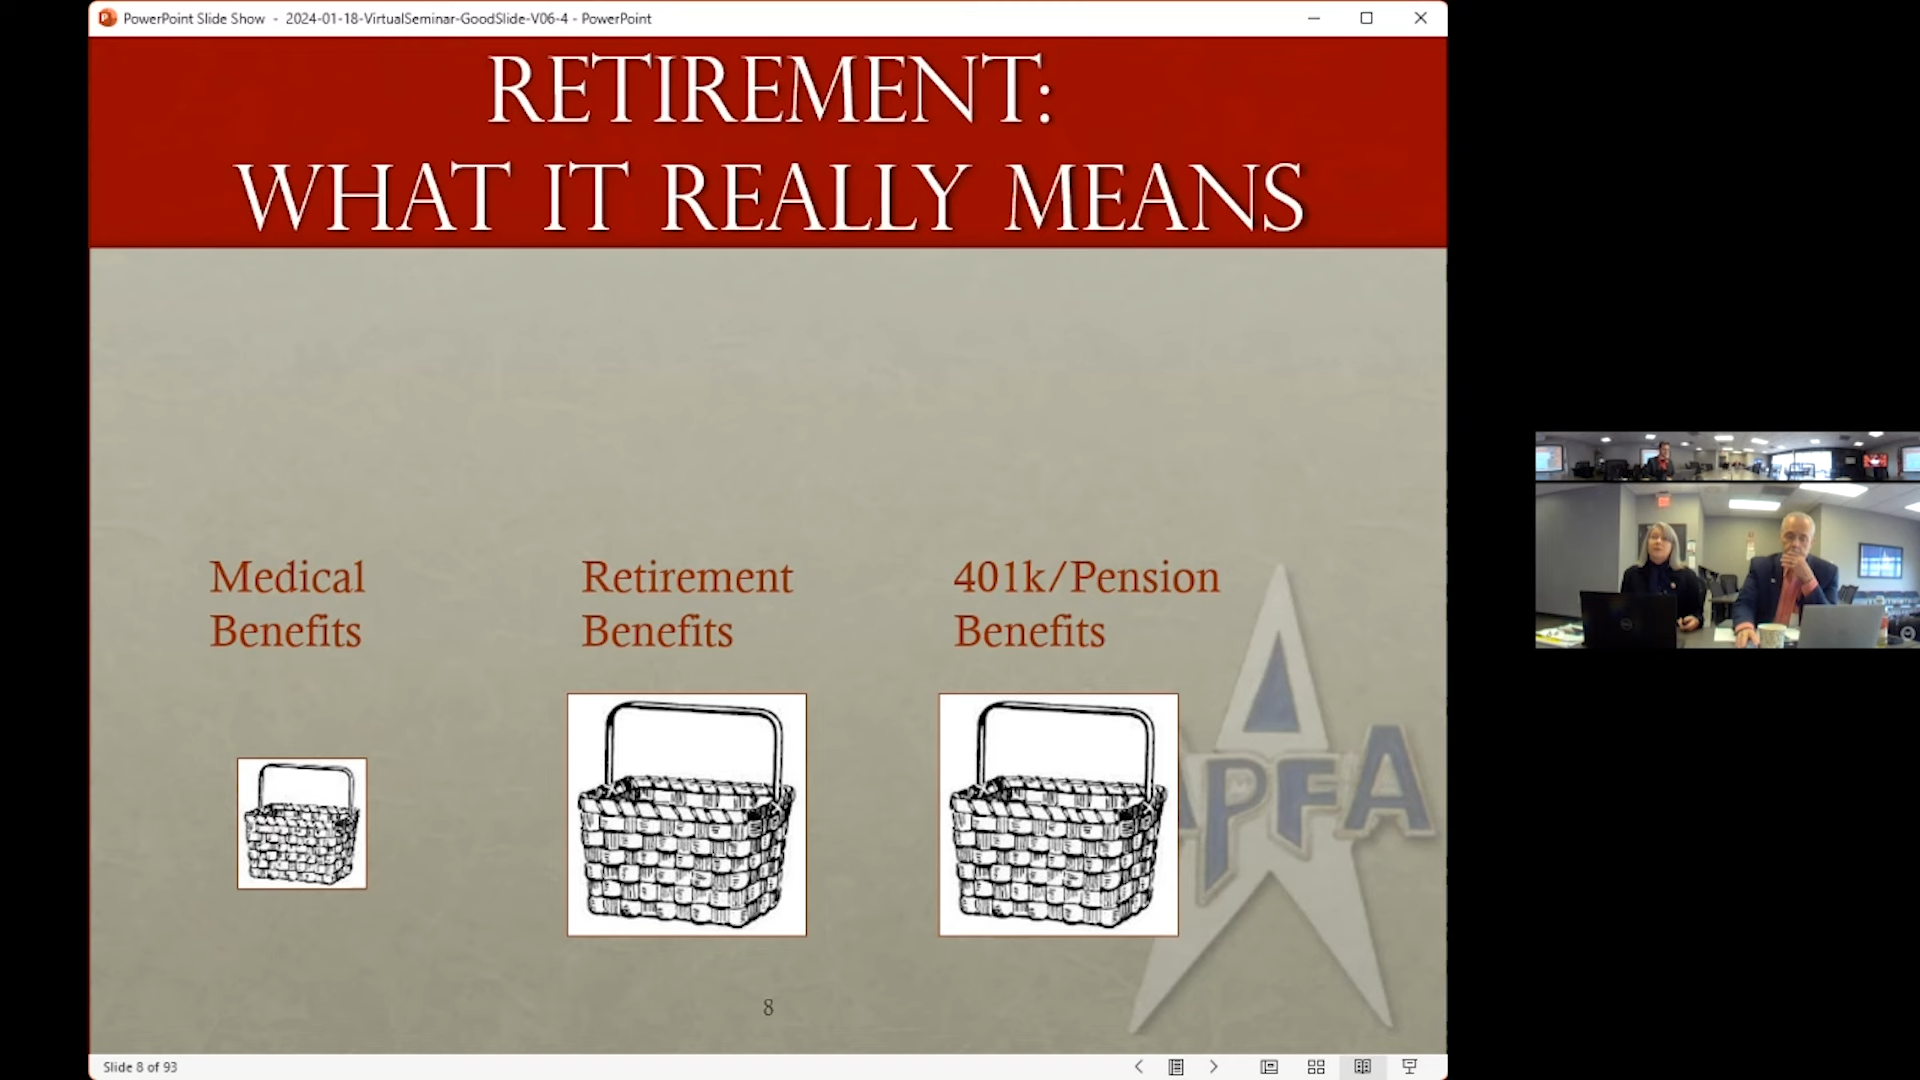 PowerPoint Slide Show - 2024-01-18-VirtualSeminar-GoodSlide-V06-4 - PowerPoint
RETIREMENT:
WHAT IT REALLY MEANS
Medical
Benefits
Retirement
Benefits
401k/Pension
Benefits
APFA
8
Slide 8 of 93